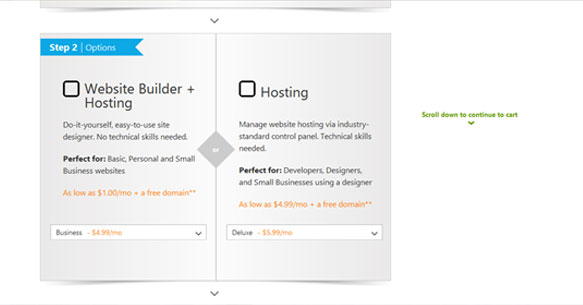 Step 2 | Options
Website Builder +
Hosting
Do-it-yourself, easy-to-use site
designer. No technical skills needed.
Perfect for: Basic, Personal and Small
Business websites
As low as $1.00/mo + a free domain**
Business - $4.99/mo
or
Hosting
Manage website hosting via industry-
standard control panel. Technical skills
needed.
Perfect for: Developers, Designers,
and Small Businesses using a designer
As low as $4.99/mo + a free domain**
Deluxe - $5.99/mo
Scroll down to continue to cart